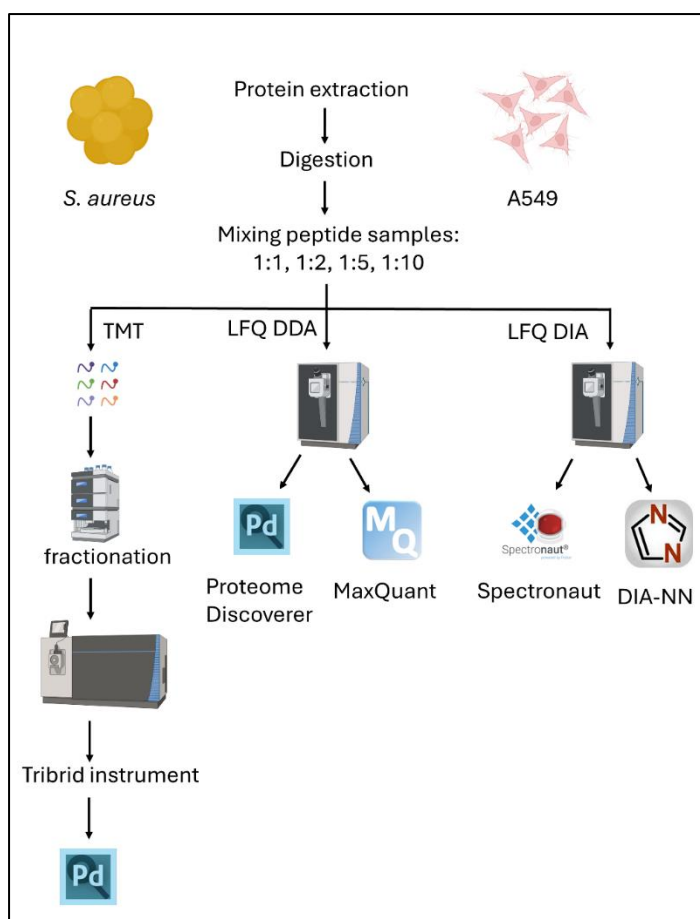 Protein extraction
Digestion
S. aureus
A549
Mixing peptide samples:
1:1, 1:2, 1:5, 1:10
TMT
LFQ DDA
LFQ DIA
fractionation
Pd
Proteome
Discoverer
MQ
MaxQuant
Spectronaut®
Spectronaut
N
N
DIA-NN
Tribrid instrument
Pd